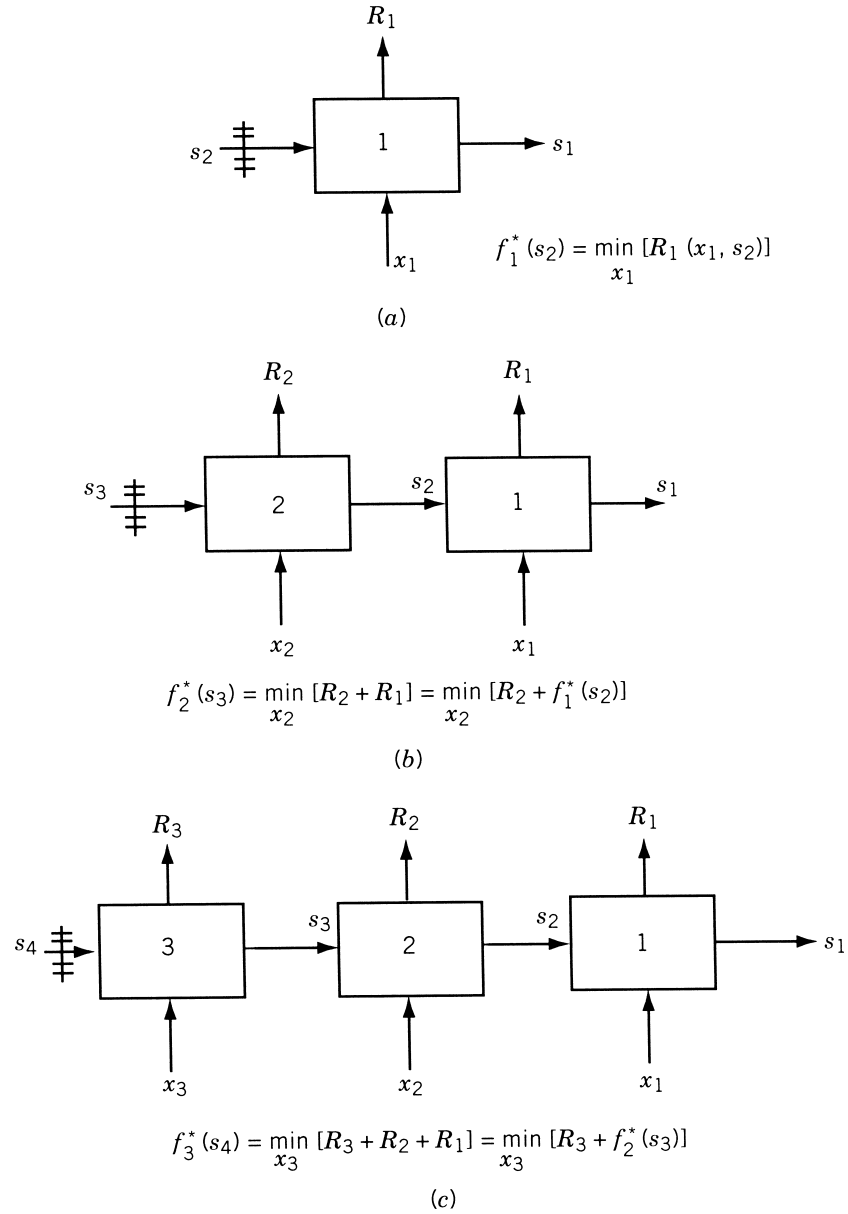 R₁
s₂ 1 s₁
x₁
f₁*(s₂) = min [R₁ (x₁, s₂)]
x₁
(a)
R₂ R₁
s₃ 2 s₂ 1 s₁
x₂ x₁
f₂*(s₃) = min [R₂ + R₁] = min [R₂ + f₁*(s₂)]
x₂ x₂
(b)
R₃ R₂ R₁
s₄ 3 s₃ 2 s₂ 1 s₁
x₃ x₂ x₁
f₃*(s₄) = min [R₃ + R₂ + R₁] = min [R₃ + f₂*(s₃)]
x₃ x₃
(c)